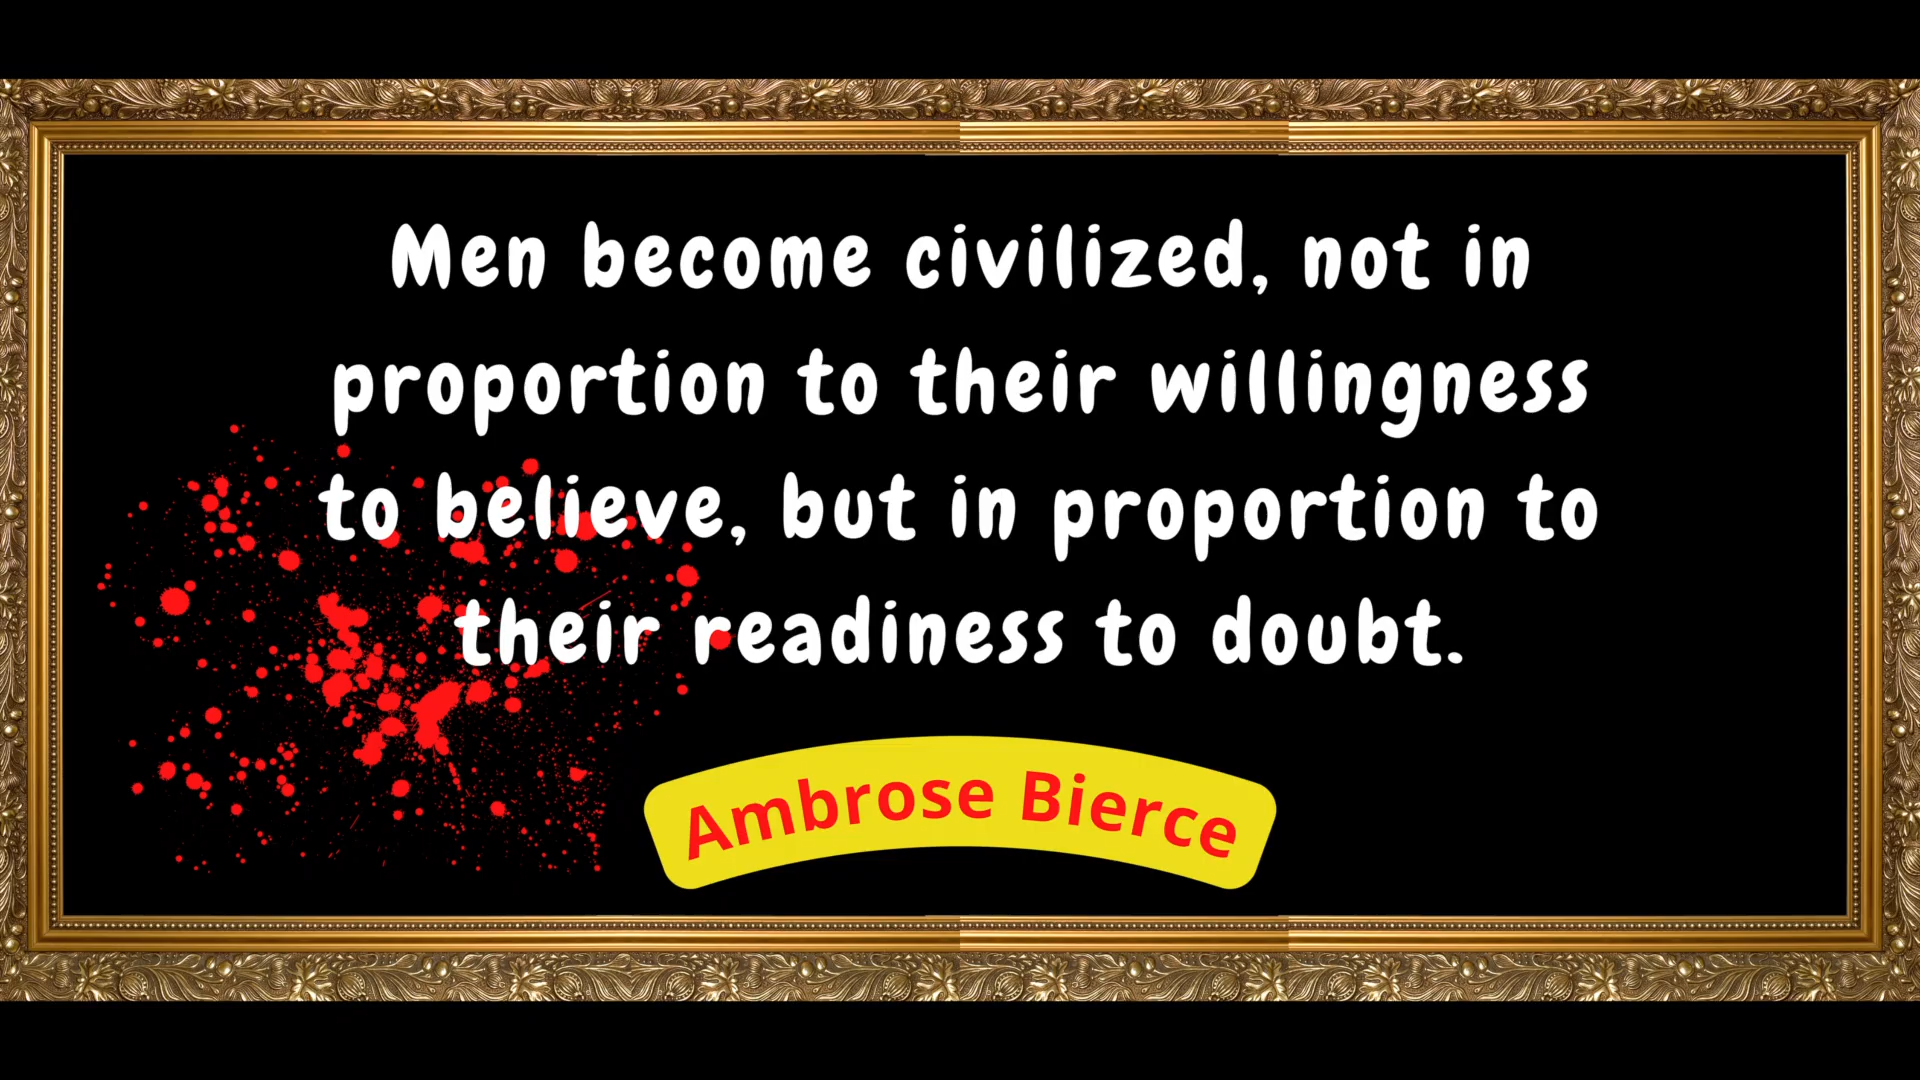 Men become civilized, not in
proportion to their willingness
to believe, but in proportion to
their readiness to doubt.
Ambrose Bierce